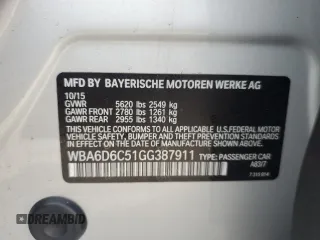 MFD BY BAYERISCHE MOTOREN WERKE AG
10/15
GVWR 5620 lbs 2549 kg
GAWR FRONT 2780 lbs 1261 kg
GAWR REAR 2955 lbs 1340 kg
THIS VEHICLE CONFORMS TO ALL APPLICABLE
U.S.FEDERAL MOTOR VEHICLE
SAFETY, BUMPER AND THEFT PREVENTION STANDARDS
IN EFFECT ON THE DATE OF MANUFACTURE SHOWN ABOVE.
WBA6D6C51GG387911 TYPE: PASSENGER CAR
DREAMBID